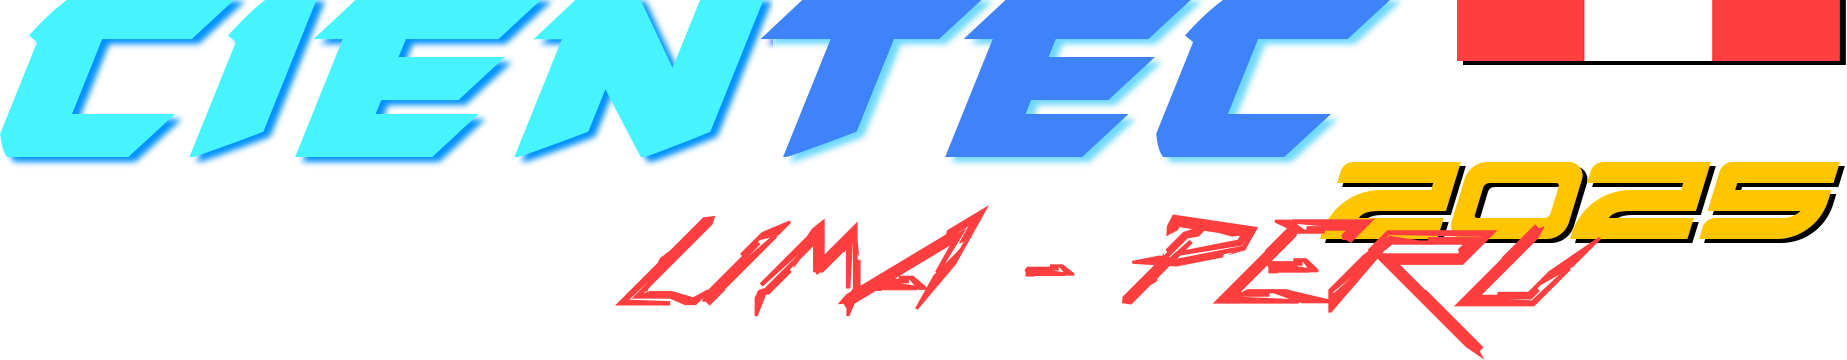 CIENTEC
2025
LIMA - PERU